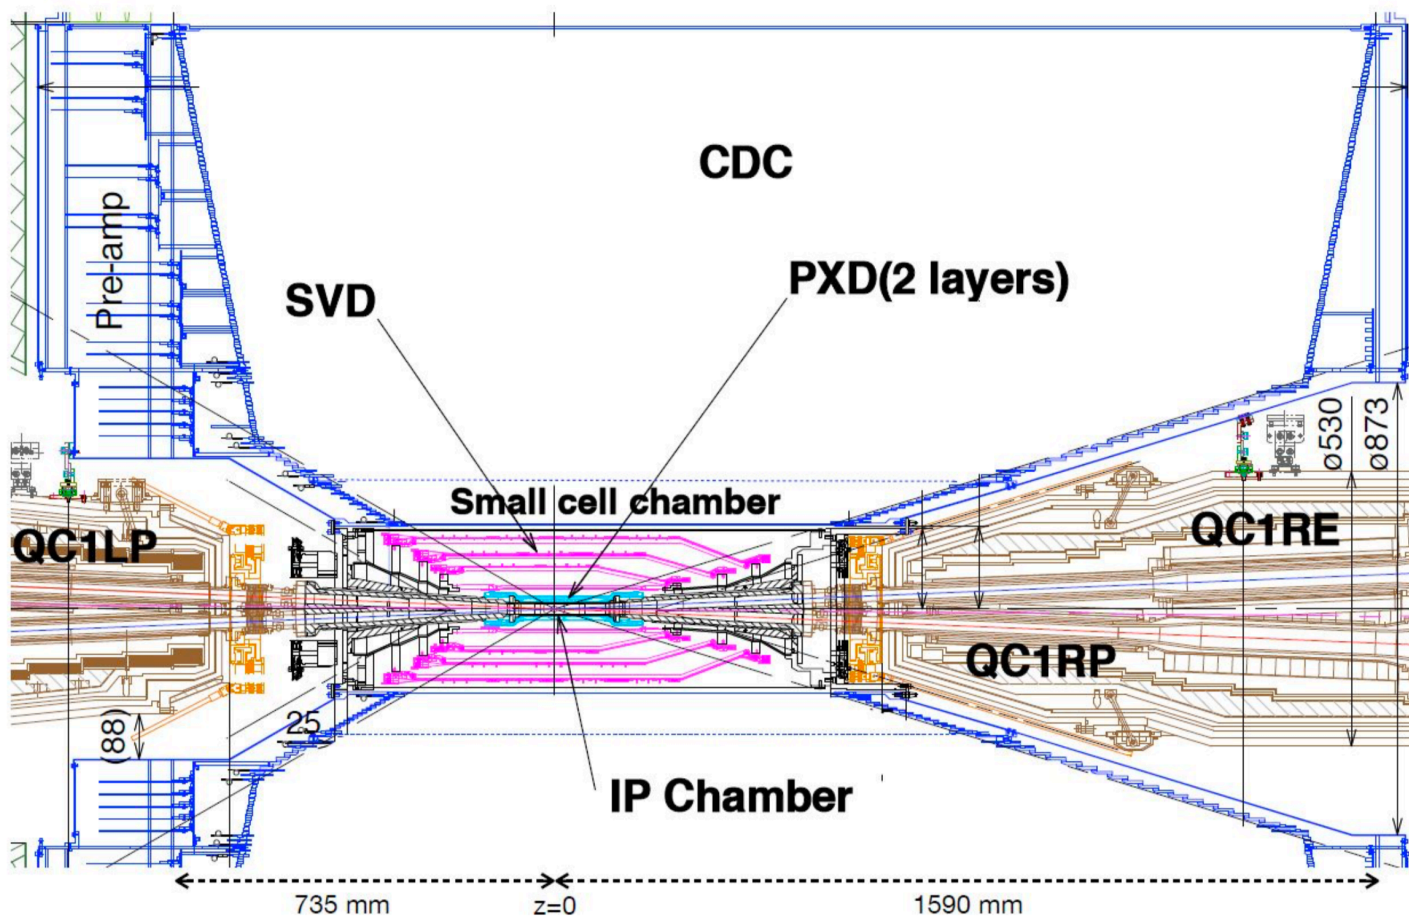 CDC
Pre-amp
PXD(2 layers)
SVD
ø530
ø873
Small cell chamber
QC1LP
QC1RE
QC1RP
25
(88)
IP Chamber
735 mm
z=0
1590 mm